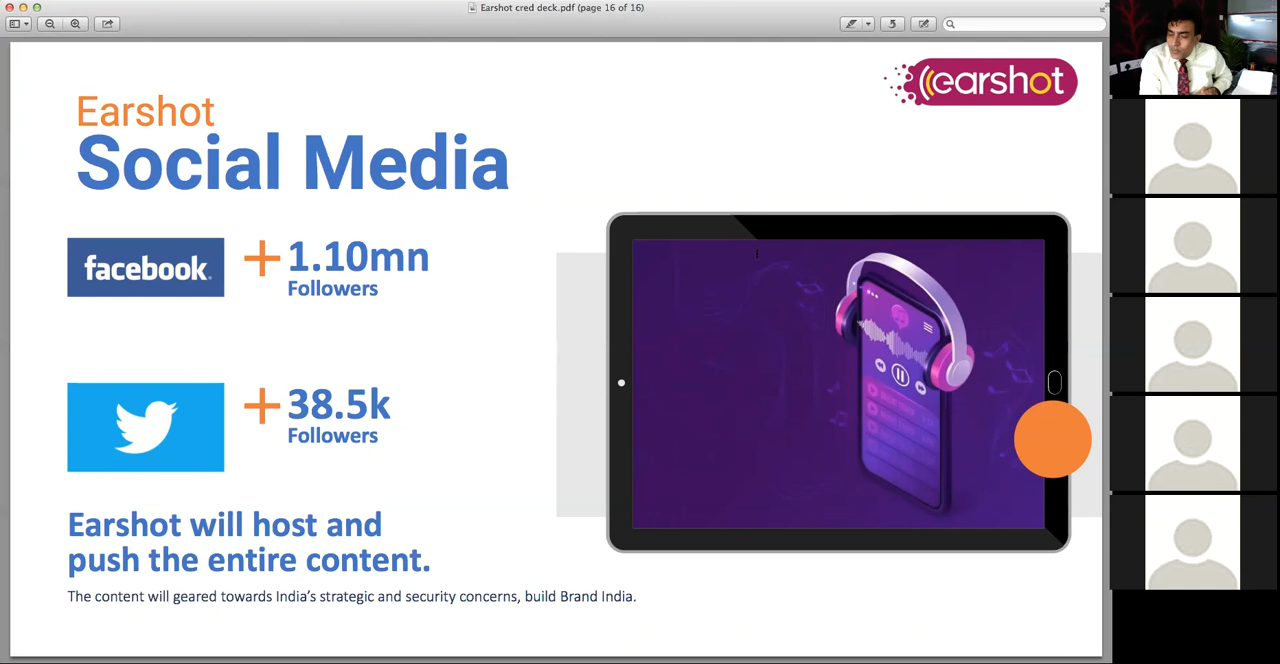 Earshot cred deck.pdf (page 16 of 16)
earshot
Earshot
Social Media
facebook.
+ 1.10mn
Followers
+ 38.5k
Followers
Earshot will host and
push the entire content.
The content will geared towards India's strategic and security concerns, build Brand India.